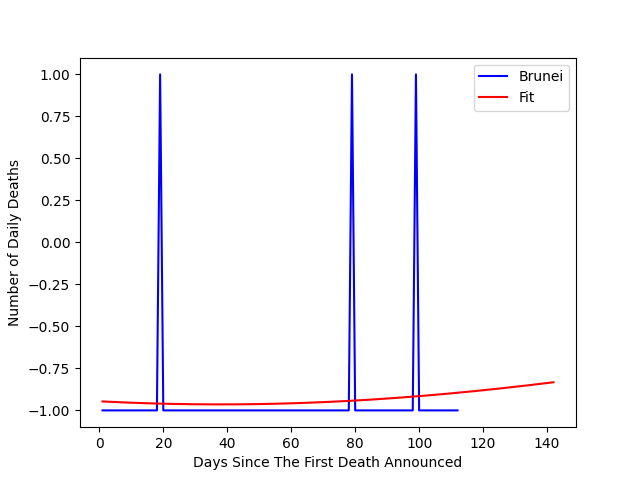 Brunei
Fit
1.00
0.75
0.50
0.25
0.00
−0.25
−0.50
−0.75
−1.00
Number of Daily Deaths
0 20 40 60 80 100 120 140
Days Since The First Death Announced